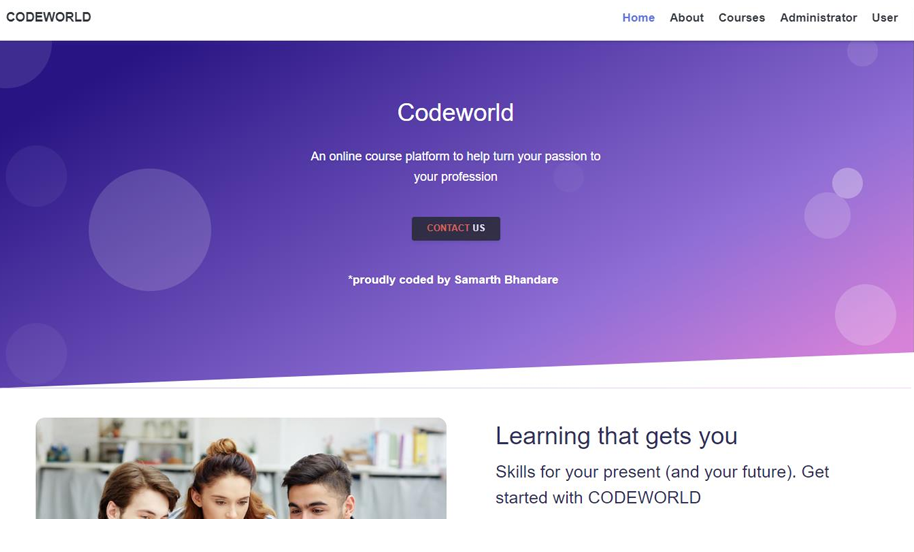 CODEWORLD
Home About Courses Administrator User
Codeworld
An online course platform to help turn your passion to
your profession
CONTACT US
*proudly coded by Samarth Bhandare
Learning that gets you
Skills for your present (and your future). Get
started with CODEWORLD